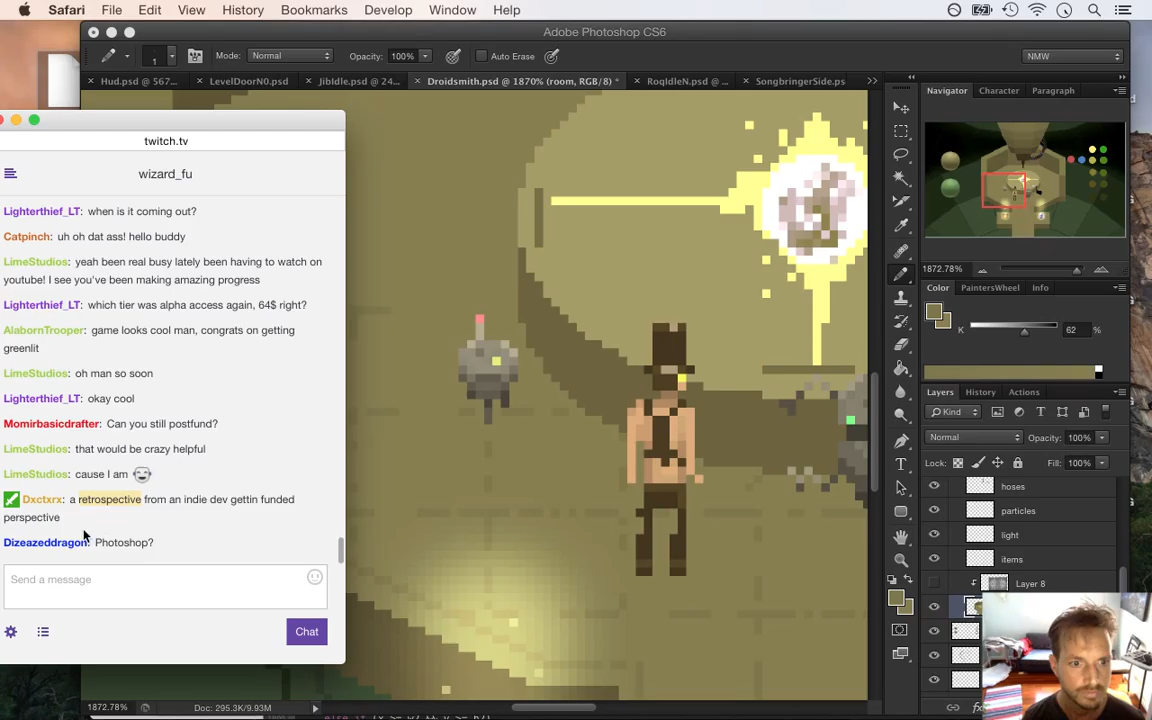 Safari File Edit View History Bookmarks Develop Window Help
Adobe Photoshop CS6
1 Mode: Normal Opacity: 100% Auto Erase NMW
Hud.psd @ 567... LevelDoorN0.psd Jibldle.psd @ 24... Droidsmith.psd @ 1870% (room, RGB/8) * RoqIdleN.psd @ ... SongbringerSide.ps
twitch.tv
wizard_fu
Lighterthief_LT: when is it coming out?
Catpinch: uh oh dat ass! hello buddy
LimeStudios: yeah been real busy lately been having to watch on
youtube! I see you've been making amazing progress
Lighterthief_LT: which tier was alpha access again, 64$ right?
AlabornTrooper: game looks cool man, congrats on getting
greenlit
LimeStudios: oh man so soon
Lighterthief_LT: okay cool
Momirbasicdrafter: Can you still postfund?
LimeStudios: that would be crazy helpful
LimeStudios: cause I am
Dxctxrx: a retrospective from an indie dev gettin funded
perspective
Dizeazeddragon: Photoshop?
Send a message
Chat
Navigator Character Paragraph
1872.78%
Color PaintersWheel Info
K 62 %
Layers History Actions
Kind
Normal Opacity: 100%
Lock: Fill: 100%
hoses
particles
light
items
Layer 8
fx
1872.78% Doc: 295.3K/9.93M